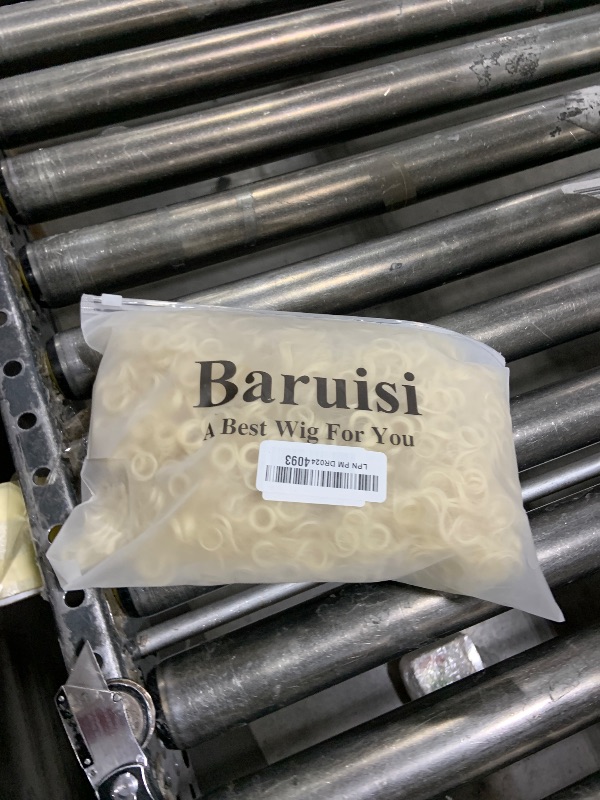 Baruisi
A Best Wig For You
LPN PM DR0244093